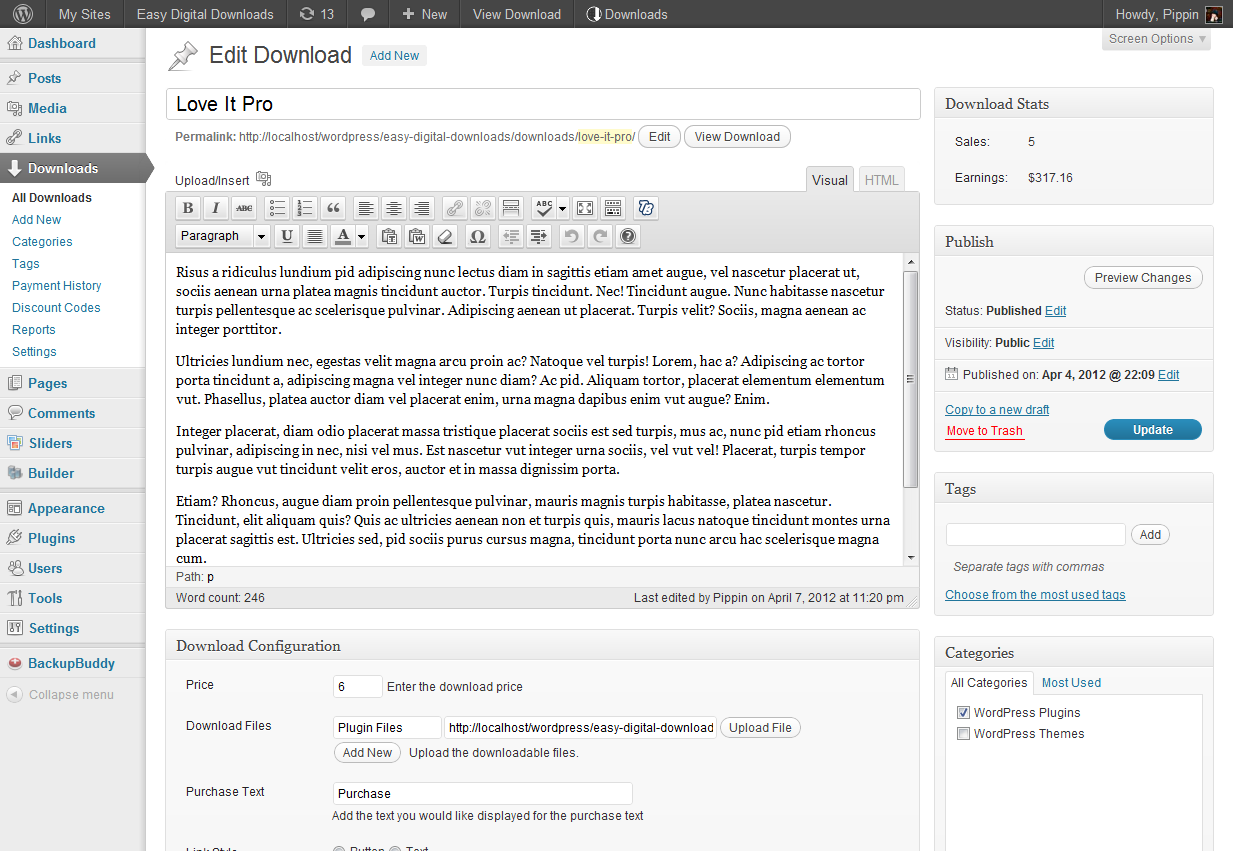 My Sites Easy Digital Downloads 13 New View Download Downloads Howdy, Pippin
Dashboard
Posts
Media
Links
Downloads
All Downloads
Add New
Categories
Tags
Payment History
Discount Codes
Reports
Settings
Pages
Comments
Sliders
Builder
Appearance
Plugins
Users
Tools
Settings
BackupBuddy
Collapse menu
Screen Options
Edit Download Add New
Love It Pro
Permalink: http://localhost/wordpress/easy-digital-downloads/downloads/love-it-pro/ Edit View Download
Upload/Insert Visual HTML
B I ABC ABC
Paragraph U A
Risus a ridiculus lundium pid adipiscing nunc lectus diam in sagittis etiam amet augue, vel nascetur placerat ut,
sociis aenean urna platea magnis tincidunt auctor. Turpis tincidunt. Nec! Tincidunt augue. Nunc habitasse nascetur
turpis pellentesque ac scelerisque pulvinar. Adipiscing aenean ut placerat. Turpis velit? Sociis, magna aenean ac
integer porttitor.
Ultricies lundium nec, egestas velit magna arcu proin ac? Natoque vel turpis! Lorem, hac a? Adipiscing ac tortor
porta tincidunt a, adipiscing magna vel integer nunc diam? Ac pid. Aliquam tortor, placerat elementum elementum
vut. Phasellus, platea auctor diam vel placerat enim, urna magna dapibus enim vut augue? Enim.
Integer placerat, diam odio placerat massa tristique placerat sociis est sed turpis, mus ac, nunc pid etiam rhoncus
pulvinar, adipiscing in nec, nisi vel mus. Est nascetur vut integer urna sociis, vel vut vel! Placerat, turpis tempor
turpis augue vut tincidunt velit eros, auctor et in massa dignissim porta.
Etiam? Rhoncus, augue diam proin pellentesque pulvinar, mauris magnis turpis habitasse, platea nascetur.
Tincidunt, elit aliquam quis? Quis ac ultricies aenean non et turpis quis, mauris lacus natoque tincidunt montes urna
placerat sagittis est. Ultricies sed, pid sociis purus cursus magna, tincidunt porta nunc arcu hac scelerisque magna
cum.
Path: p
Word count: 246 Last edited by Pippin on April 7, 2012 at 11:20 pm
Download Configuration
Price 6 Enter the download price
Download Files Plugin Files http://localhost/wordpress/easy-digital-download Upload File
Add New Upload the downloadable files.
Purchase Text Purchase
Add the text you would like displayed for the purchase text
Link Style Button Text
Download Stats
Sales: 5
Earnings: $317.16
Publish
Preview Changes
Status: Published Edit
Visibility: Public Edit
Published on: Apr 4, 2012 @ 22:09 Edit
Copy to a new draft
Move to Trash Update
Tags
Add
Separate tags with commas
Choose from the most used tags
Categories
All Categories Most Used
WordPress Plugins
WordPress Themes